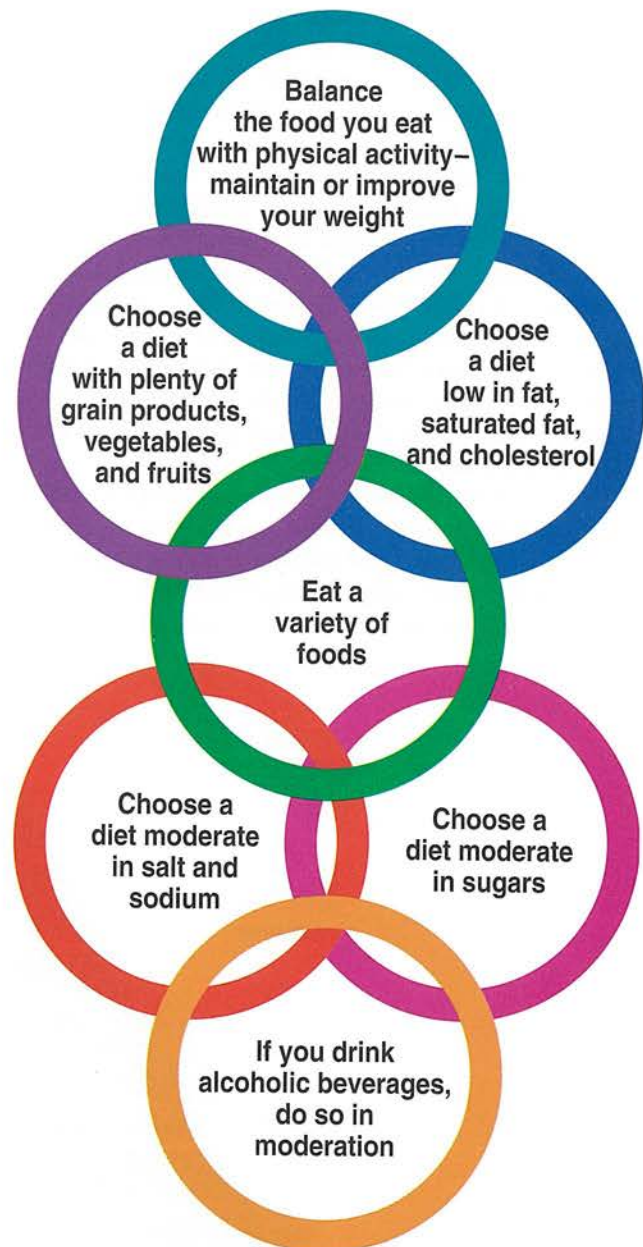 Balance
the food you eat
with physical activity–
maintain or improve
your weight
Choose
a diet
with plenty of
grain products,
vegetables,
and fruits
Choose
a diet
low in fat,
saturated fat,
and cholesterol
Eat a
variety of
foods
Choose a
diet moderate
in salt and
sodium
Choose a
diet moderate
in sugars
If you drink
alcoholic beverages,
do so in
moderation